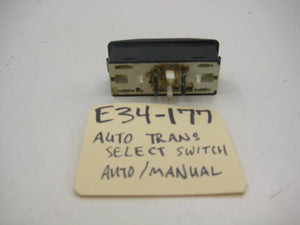 E34-177
AUTO TRANS
SELECT SWITCH
AUTO/MANUAL